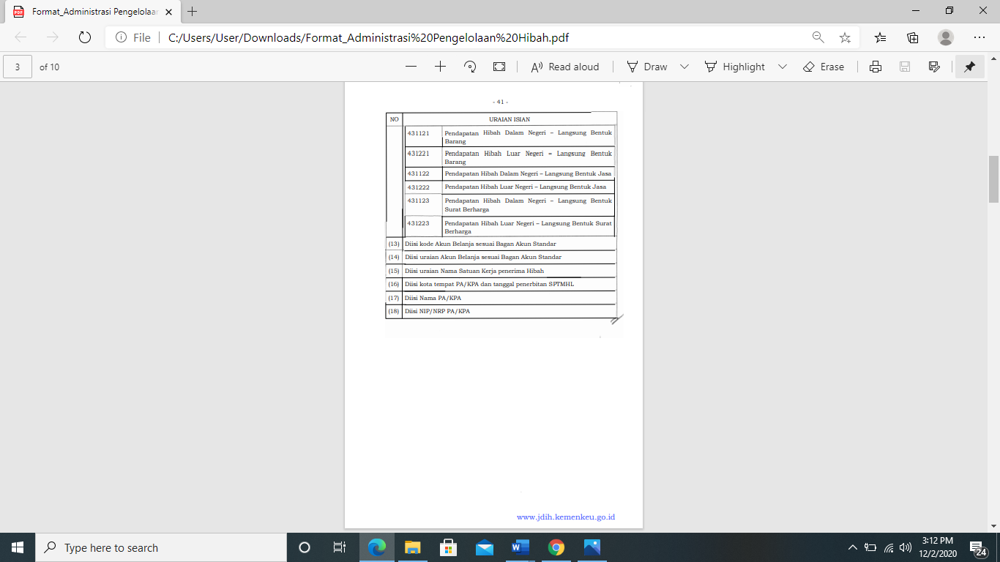 Format_Administrasi Pengelolaan
File
C:/Users/User/Downloads/Format_Administrasi%20Pengelolaan%20Hibah.pdf
3
of 10
Read aloud
Draw
Highlight
Erase
- 41 -
NO
URAIAN ISIAN
431121
Pendapatan Hibah Dalam Negeri – Langsung Bentuk
Barang
431221
Pendapatan Hibah Luar Negeri – Langsung Bentuk
Barang
431122
Pendapatan Hibah Dalam Negeri – Langsung Bentuk Jasa
431222
Pendapatan Hibah Luar Negeri – Langsung Bentuk Jasa
431123
Pendapatan Hibah Dalam Negeri – Langsung Bentuk
Surat Berharga
431223
Pendapatan Hibah Luar Negeri – Langsung Bentuk Surat
Berharga
(13) Diisi kode Akun Belanja sesuai Bagan Akun Standar
(14) Diisi uraian Akun Belanja sesuai Bagan Akun Standar
(15) Diisi uraian Nama Satuan Kerja penerima Hibah
(16) Diisi kota tempat PA/KPA dan tanggal penerbitan SPTMHL
(17) Diisi Nama PA/KPA
(18) Diisi NIP/NRP PA/KPA
www.jdih.kemenkeu.go.id
Type here to search
3:12 PM
12/2/2020
24